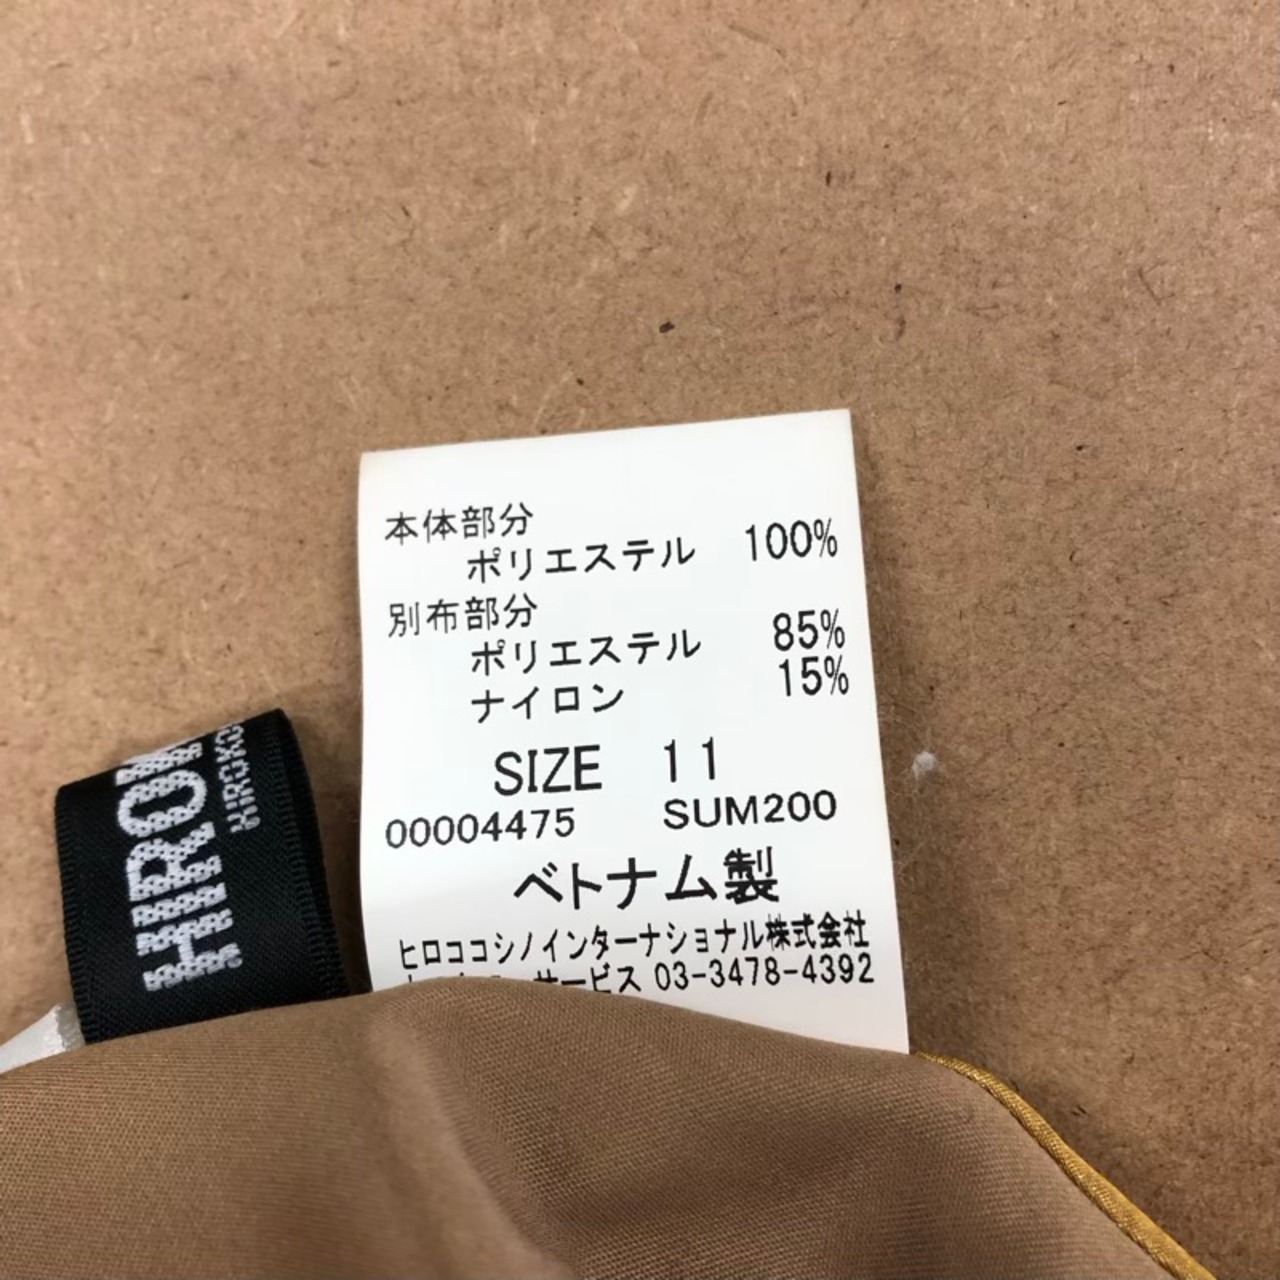 本体部分
ポリエステル 100%
別布部分
ポリエステル 85%
ナイロン 15%
SIZE 11
00004475 SUM200
ベトナム製
ヒロココシノインターナショナル株式会社
サービス 03-3478-4392